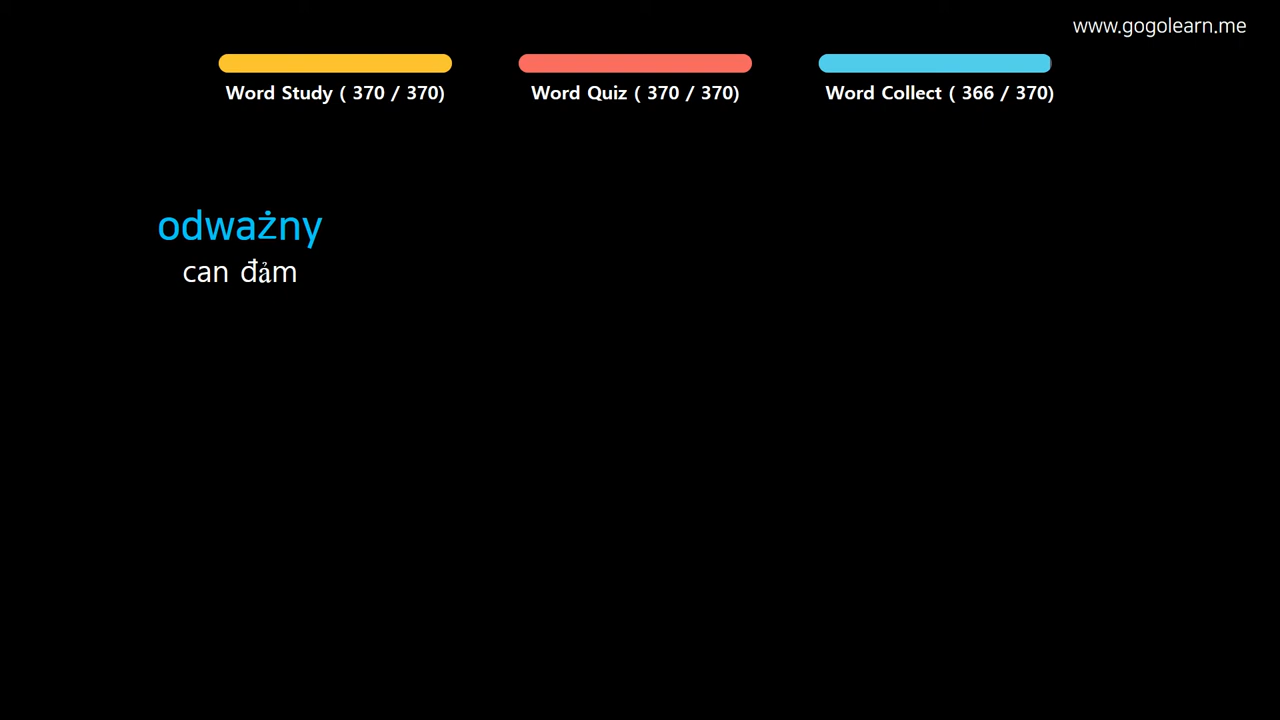 www.gogolearn.me
Word Study ( 370 / 370)
Word Quiz ( 370 / 370)
Word Collect ( 366 / 370)
odważny
can đảm